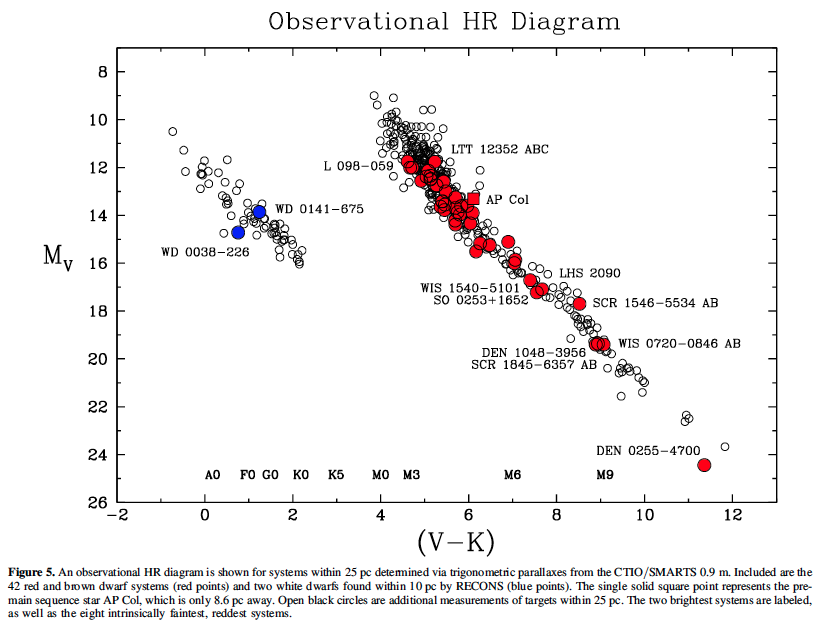 Observational HR Diagram
8
10
12
14
16
18
20
22
24
26
M_V
LTT 12352 ABC
L 098−059
AP Col
WD 0141−675
WD 0038−226
LHS 2090
WIS 1540−5101
SO 0253+1652
SCR 1546−5534 AB
WIS 0720−0846 AB
DEN 1048−3956
SCR 1845−6357 AB
DEN 0255−4700
A0 F0 G0 K0 K5 M0 M3 M6 M9
−2 0 2 4 6 8 10 12
(V−K)
Figure 5. An observational HR diagram is shown for systems within 25 pc determined via trigonometric parallaxes from the CTIO/SMARTS 0.9 m. Included are the
42 red and brown dwarf systems (red points) and two white dwarfs found within 10 pc by RECONS (blue points). The single solid square point represents the pre-
main sequence star AP Col, which is only 8.6 pc away. Open black circles are additional measurements of targets within 25 pc. The two brightest systems are labeled,
as well as the eight intrinsically faintest, reddest systems.